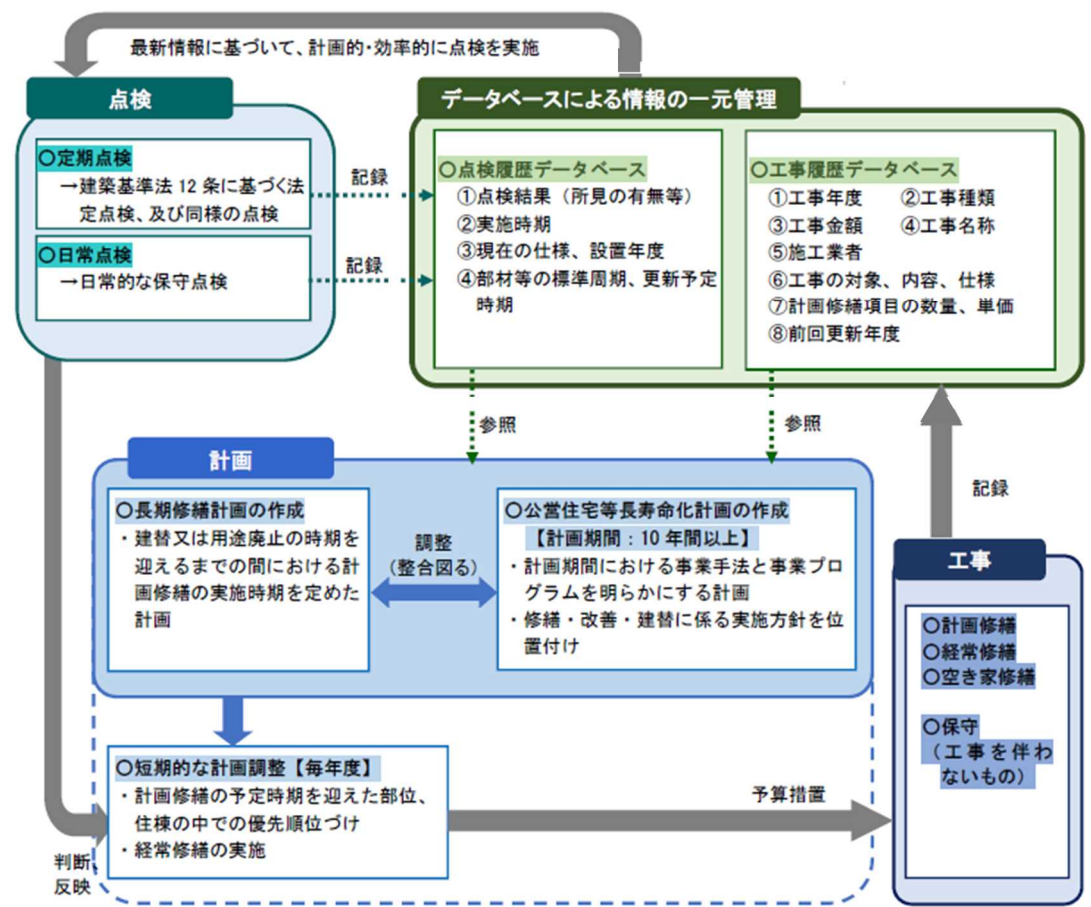 最新情報に基づいて、計画的・効率的に点検を実施
点検
〇定期点検
→建築基準法 12 条に基づく法
定点検、及び同様の点検
〇日常点検
→日常的な保守点検
記録
記録
データベースによる情報の一元管理
〇点検履歴データベース
①点検結果（所見の有無等）
②実施時期
③現在の仕様、設置年度
④部材等の標準周期、更新予定
時期
〇工事履歴データベース
①工事年度　②工事種類
③工事金額　④工事名称
⑤施工業者
⑥工事の対象、内容、仕様
⑦計画修繕項目の数量、単価
⑧前回更新年度
参照
参照
計画
〇長期修繕計画の作成
・建替又は用途廃止の時期を
迎えるまでの間における計
画修繕の実施時期を定めた
計画
調整
（整合図る）
〇公営住宅等長寿命化計画の作成
【計画期間：10 年間以上】
・計画期間における事業手法と事業プロ
グラムを明らかにする計画
・修繕・改善・建替に係る実施方針を位
置付け
記録
工事
〇計画修繕
〇経常修繕
〇空き家修繕
〇保守
（工事を伴わ
ないもの）
〇短期的な計画調整【毎年度】
・計画修繕の予定時期を迎えた部位、
住棟の中での優先順位づけ
・経常修繕の実施
予算措置
判断、
反映